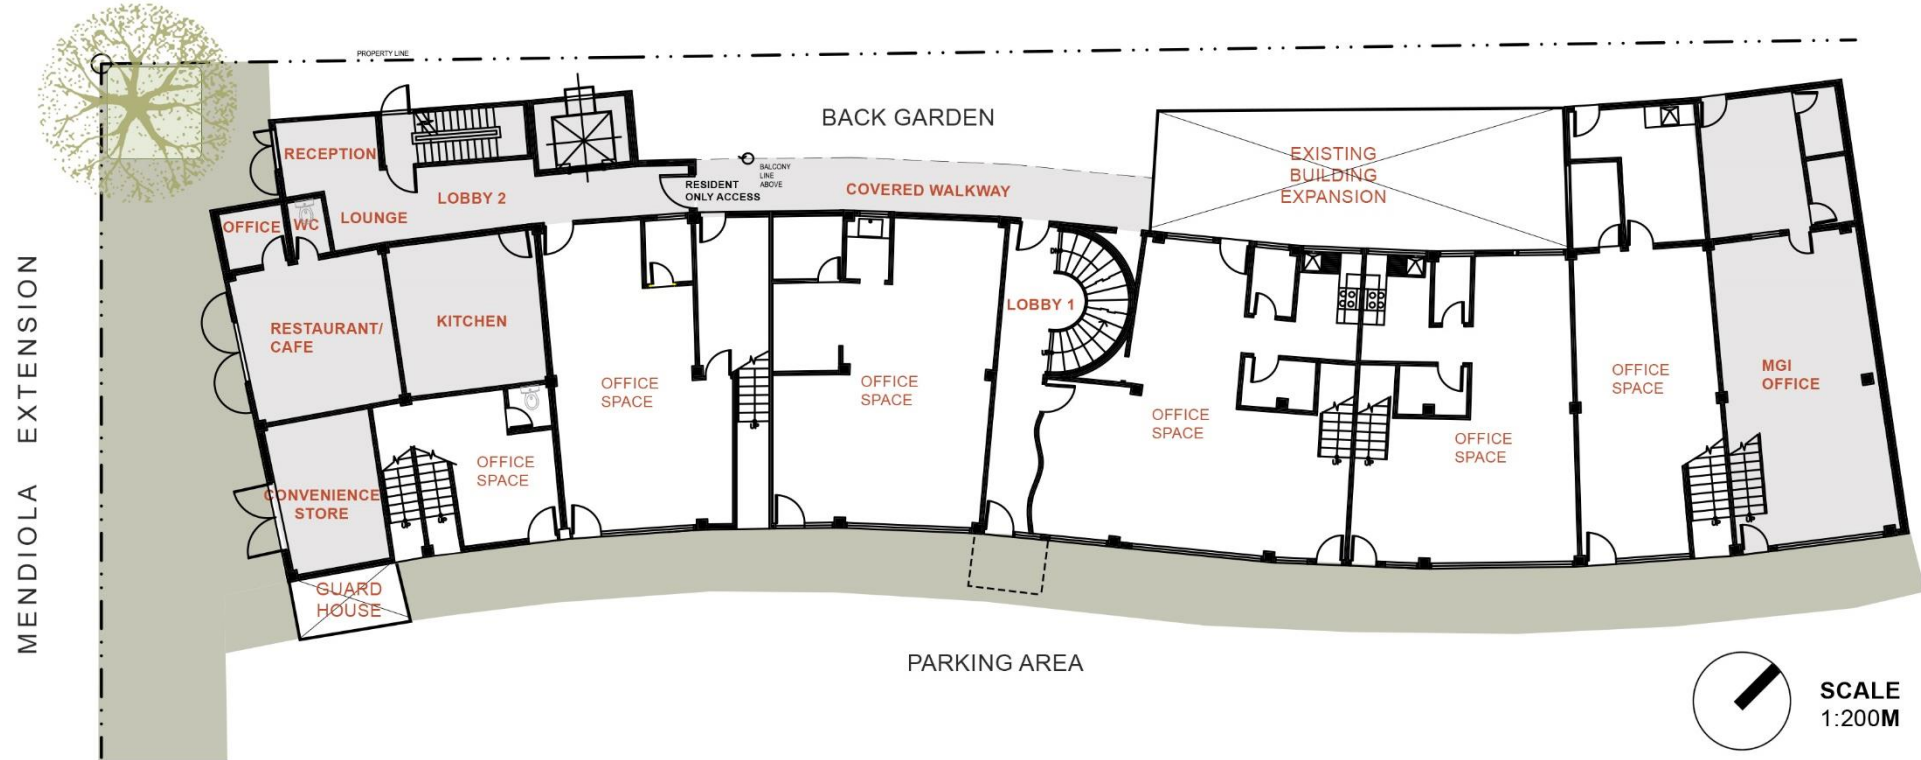 PROPERTY LINE
BACK GARDEN
RECEPTION
BALCONY
LINE
ABOVE
RESIDENT
ONLY ACCESS
COVERED WALKWAY
EXISTING
BUILDING
EXPANSION
LOBBY 2
LOUNGE
OFFICE
WC
LOBBY 1
RESTAURANT/
CAFE
KITCHEN
OFFICE
SPACE
OFFICE
SPACE
OFFICE
SPACE
OFFICE
SPACE
MGI
OFFICE
OFFICE
SPACE
OFFICE
SPACE
CONVENIENCE
STORE
GUARD
HOUSE
MENDIOLA EXTENSION
PARKING AREA
SCALE
1:200M